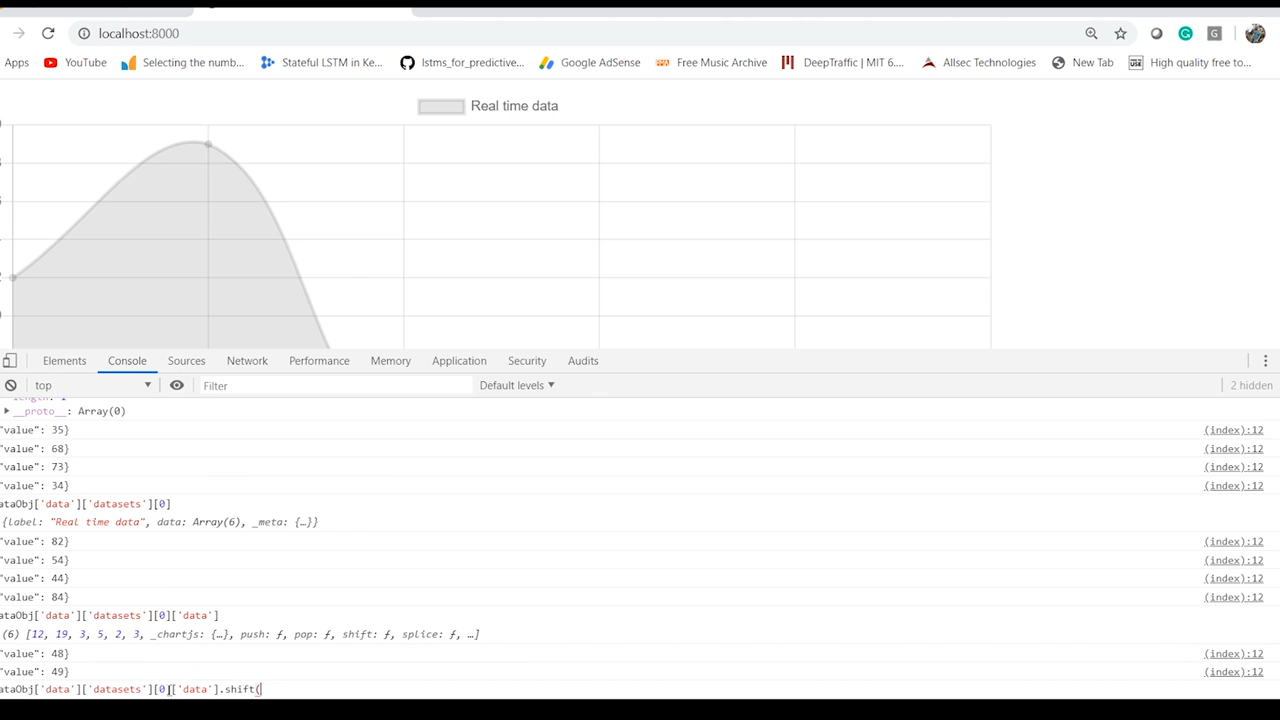 localhost:8000
Apps YouTube Selecting the numb... Stateful LSTM in Ke... lstms_for_predictive... Google AdSense Free Music Archive DeepTraffic | MIT 6.... Allsec Technologies New Tab High quality free to...
Real time data
Elements Console Sources Network Performance Memory Application Security Audits
top Filter Default levels 2 hidden
__proto__: Array(0)
"value": 35} (index):12
"value": 68} (index):12
"value": 73} (index):12
"value": 34} (index):12
ataObj['data']['datasets'][0]
{label: "Real time data", data: Array(6), _meta: {…}}
"value": 82} (index):12
"value": 54} (index):12
"value": 44} (index):12
"value": 84} (index):12
ataObj['data']['datasets'][0]['data']
(6) [12, 19, 3, 5, 2, 3, _chartjs: {…}, push: ƒ, pop: ƒ, shift: ƒ, splice: ƒ, …]
"value": 48} (index):12
"value": 49} (index):12
ataObj['data']['datasets'][0]['data'].shift(